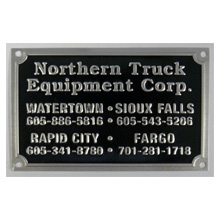 Northern Truck
Equipment Corp.
WATERTOWN • SIOUX FALLS
605-886-5816 • 605-543-5206
RAPID CITY • FARGO
605-341-8780 • 701-281-1718